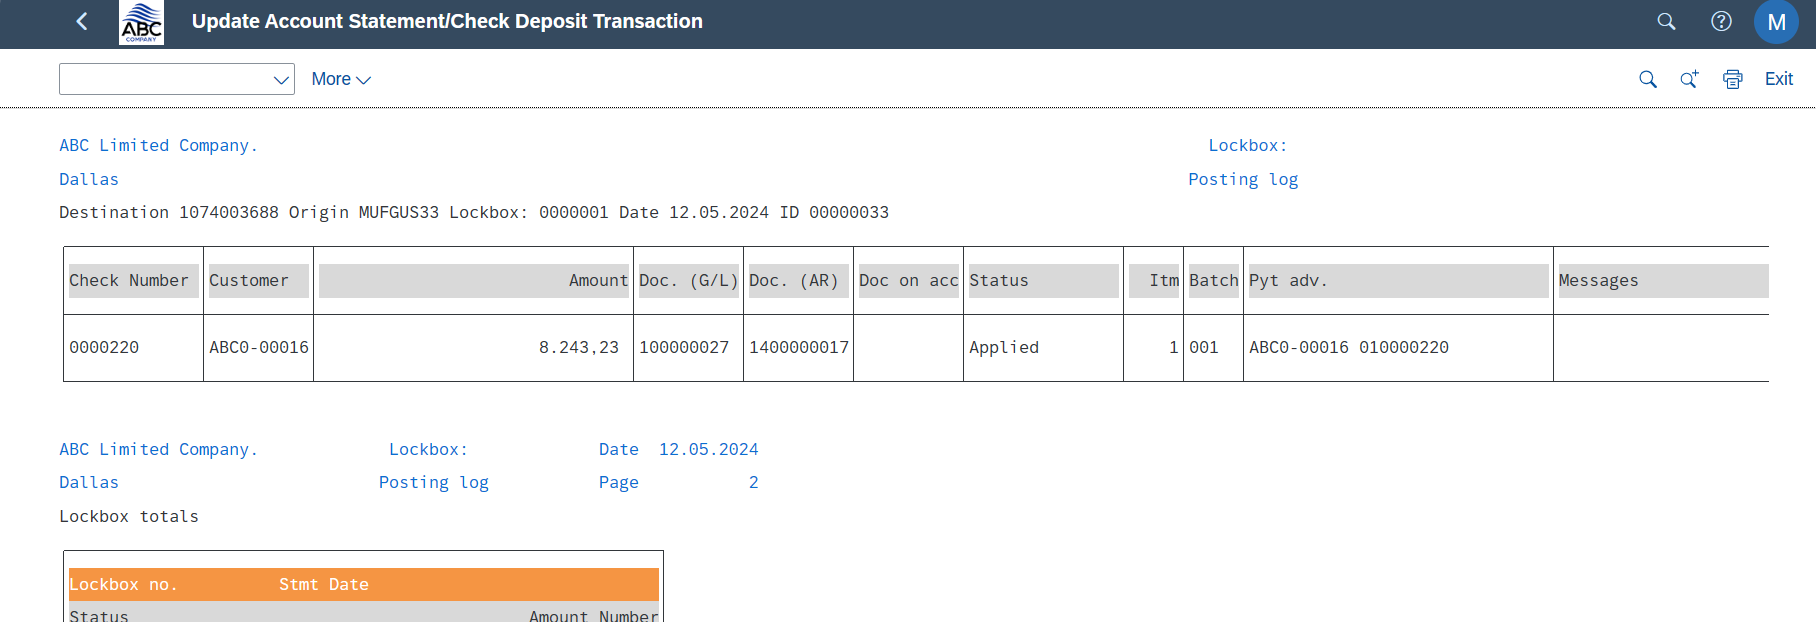 ABC COMPANY
Update Account Statement/Check Deposit Transaction
M
More
Exit
ABC Limited Company. Lockbox:
Dallas Posting log
Destination 1074003688 Origin MUFGUS33 Lockbox: 0000001 Date 12.05.2024 ID 00000033
Check Number Customer Amount Doc. (G/L) Doc. (AR) Doc on acc Status Itm Batch Pyt adv. Messages
0000220 ABC0-00016 8.243,23 100000027 1400000017 Applied 1 001 ABC0-00016 010000220
ABC Limited Company. Lockbox: Date 12.05.2024
Dallas Posting log Page 2
Lockbox totals
Lockbox no. Stmt Date
Status Amount Number